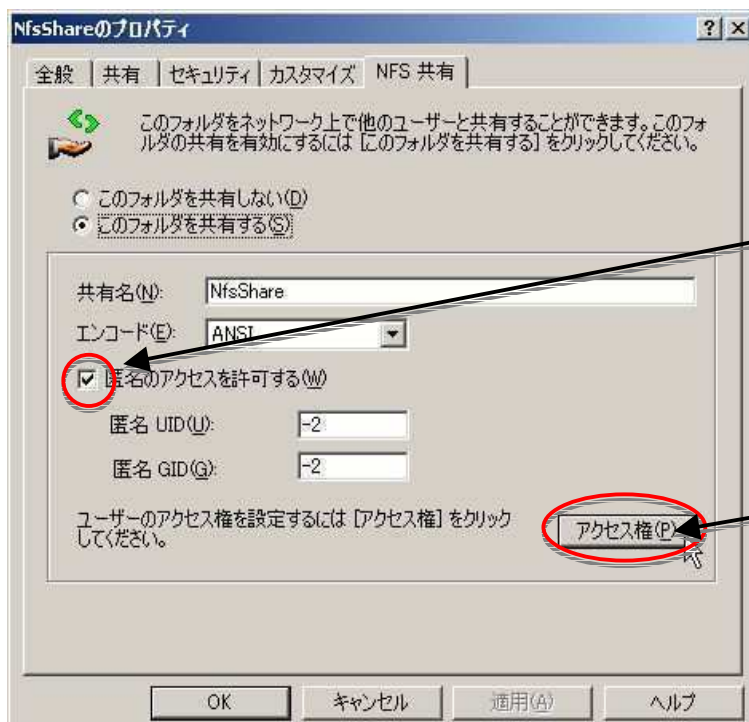 NfsShareのプロパティ
全般 共有 セキュリティ カスタマイズ NFS 共有
このフォルダをネットワーク上で他のユーザーと共有することができます。このフォ
ルダの共有を有効にするには [このフォルダを共有する] をクリックしてください。
このフォルダを共有しない(D)
このフォルダを共有する(S)
共有名(N): NfsShare
エンコード(E): ANSI
匿名のアクセスを許可する(W)
匿名 UID(U): -2
匿名 GID(G): -2
ユーザーのアクセス権を設定するには [アクセス権] をクリック
してください。
アクセス権(P)
OK キャンセル 適用(A) ヘルプ